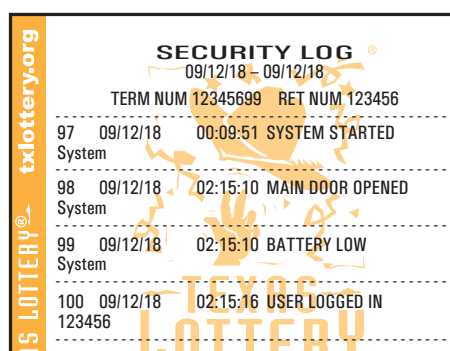 txlottery.org
S LOTTERY®
SECURITY LOG ®
09/12/18 – 09/12/18
TERM NUM 12345699 RET NUM 123456
97 09/12/18 00:09:51 SYSTEM STARTED
System
98 09/12/18 02:15:10 MAIN DOOR OPENED
System
99 09/12/18 02:15:10 BATTERY LOW
System
100 09/12/18 02:15:16 USER LOGGED IN
123456
TEXAS
LOTTERY